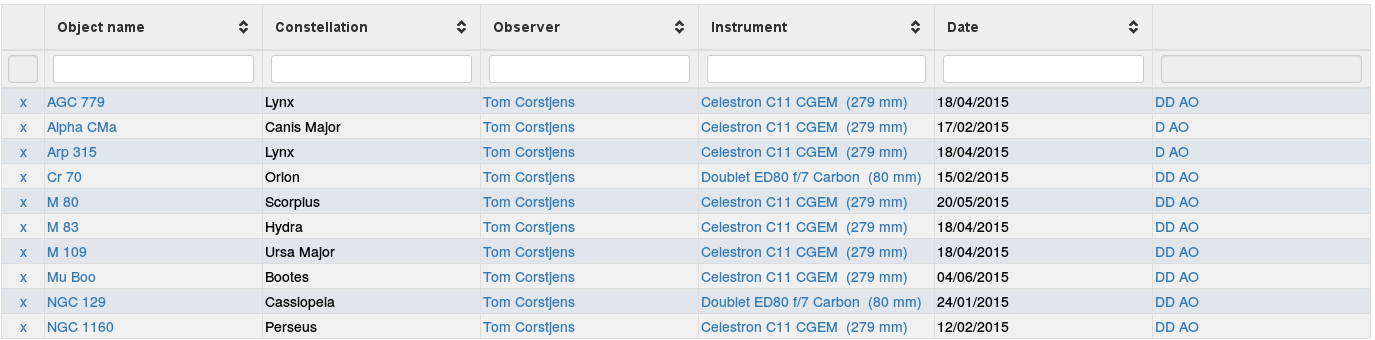 Object name Constellation Observer Instrument Date
x AGC 779 Lynx Tom Corstjens Celestron C11 CGEM (279 mm) 18/04/2015 DD AO
x Alpha CMa Canis Major Tom Corstjens Celestron C11 CGEM (279 mm) 17/02/2015 D AO
x Arp 315 Lynx Tom Corstjens Celestron C11 CGEM (279 mm) 18/04/2015 D AO
x Cr 70 Orion Tom Corstjens Doublet ED80 f/7 Carbon (80 mm) 15/02/2015 DD AO
x M 80 Scorpius Tom Corstjens Celestron C11 CGEM (279 mm) 20/05/2015 DD AO
x M 83 Hydra Tom Corstjens Celestron C11 CGEM (279 mm) 18/04/2015 DD AO
x M 109 Ursa Major Tom Corstjens Celestron C11 CGEM (279 mm) 18/04/2015 DD AO
x Mu Boo Bootes Tom Corstjens Celestron C11 CGEM (279 mm) 04/06/2015 DD AO
x NGC 129 Cassiopeia Tom Corstjens Doublet ED80 f/7 Carbon (80 mm) 24/01/2015 DD AO
x NGC 1160 Perseus Tom Corstjens Celestron C11 CGEM (279 mm) 12/02/2015 DD AO